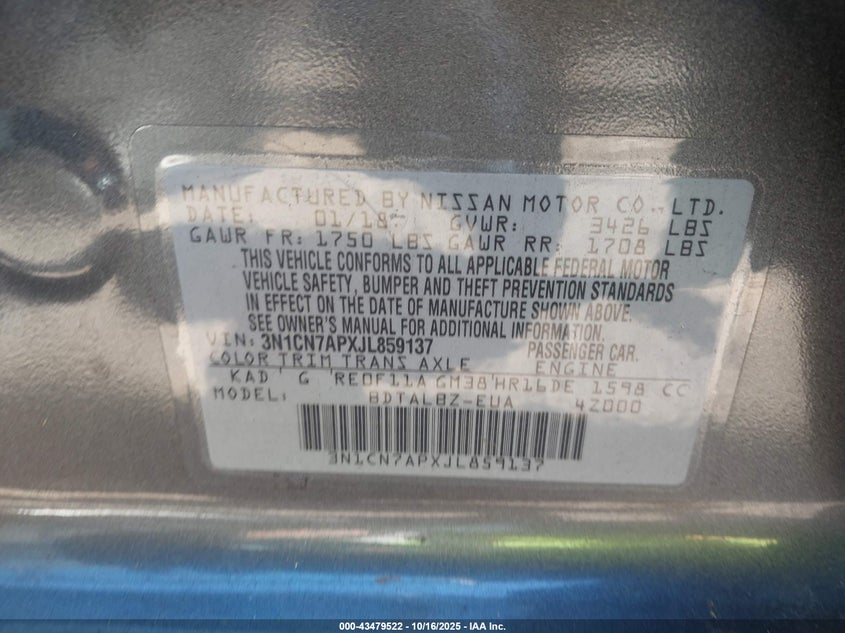 MANUFACTURED BY NISSAN MOTOR CO., LTD.
DATE: 01/18 GVWR: 3426 LBS
GAWR FR: 1750 LBS GAWR RR: 1708 LBS
THIS VEHICLE CONFORMS TO ALL APPLICABLE FEDERAL MOTOR
VEHICLE SAFETY, BUMPER AND THEFT PREVENTION STANDARDS
IN EFFECT ON THE DATE OF MANUFACTURE SHOWN ABOVE.
SEE OWNER'S MANUAL FOR ADDITIONAL INFORMATION.
VIN: 3N1CN7APXJL859137 PASSENGER CAR.
COLOR TRIM TRANS AXLE ENGINE
KAD G RE0F11A GM38 HR16DE 1598 CC
MODEL: BDTALBZ-EUA 4Z000
3N1CN7APXJL859137
000-43479522 | 10/16/2025 - IAA Inc.